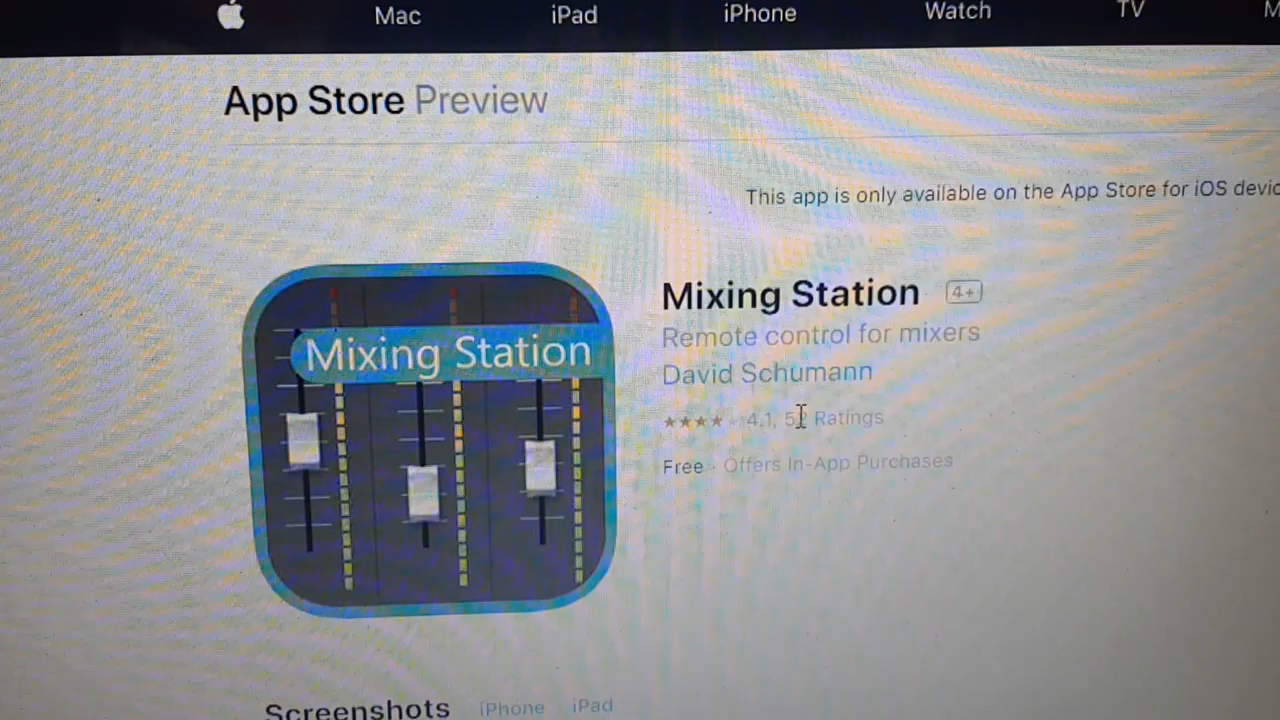 Mac iPad iPhone Watch TV
App Store Preview
This app is only available on the App Store for iOS
Mixing Station
Mixing Station 4+
Remote control for mixers
David Schumann
4.1, 52 Ratings
Free · Offers In-App Purchases
Screenshots iPhone iPad